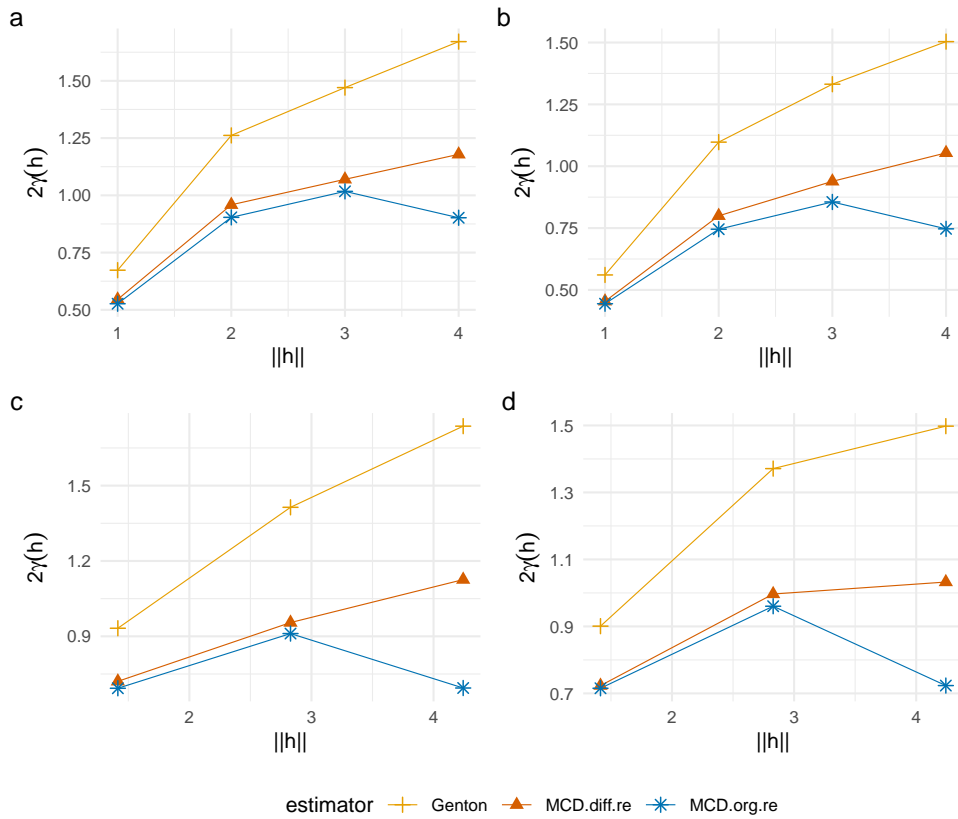 a
2γ(h)
1.50
1.25
1.00
0.75
0.50
1 2 3 4
||h||
b
2γ(h)
1.50
1.25
1.00
0.75
0.50
1 2 3 4
||h||
c
2γ(h)
1.5
1.2
0.9
2 3 4
||h||
d
2γ(h)
1.5
1.3
1.1
0.9
0.7
2 3 4
||h||
estimator Genton MCD.diff.re MCD.org.re